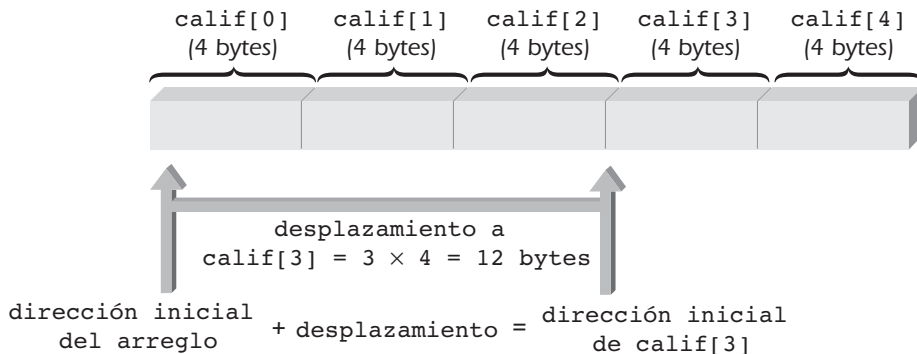 calif[0] calif[1] calif[2] calif[3] calif[4]
(4 bytes) (4 bytes) (4 bytes) (4 bytes) (4 bytes)
desplazamiento a
calif[3] = 3 × 4 = 12 bytes
dirección inicial
del arreglo
+ desplazamiento =
dirección inicial
de calif[3]